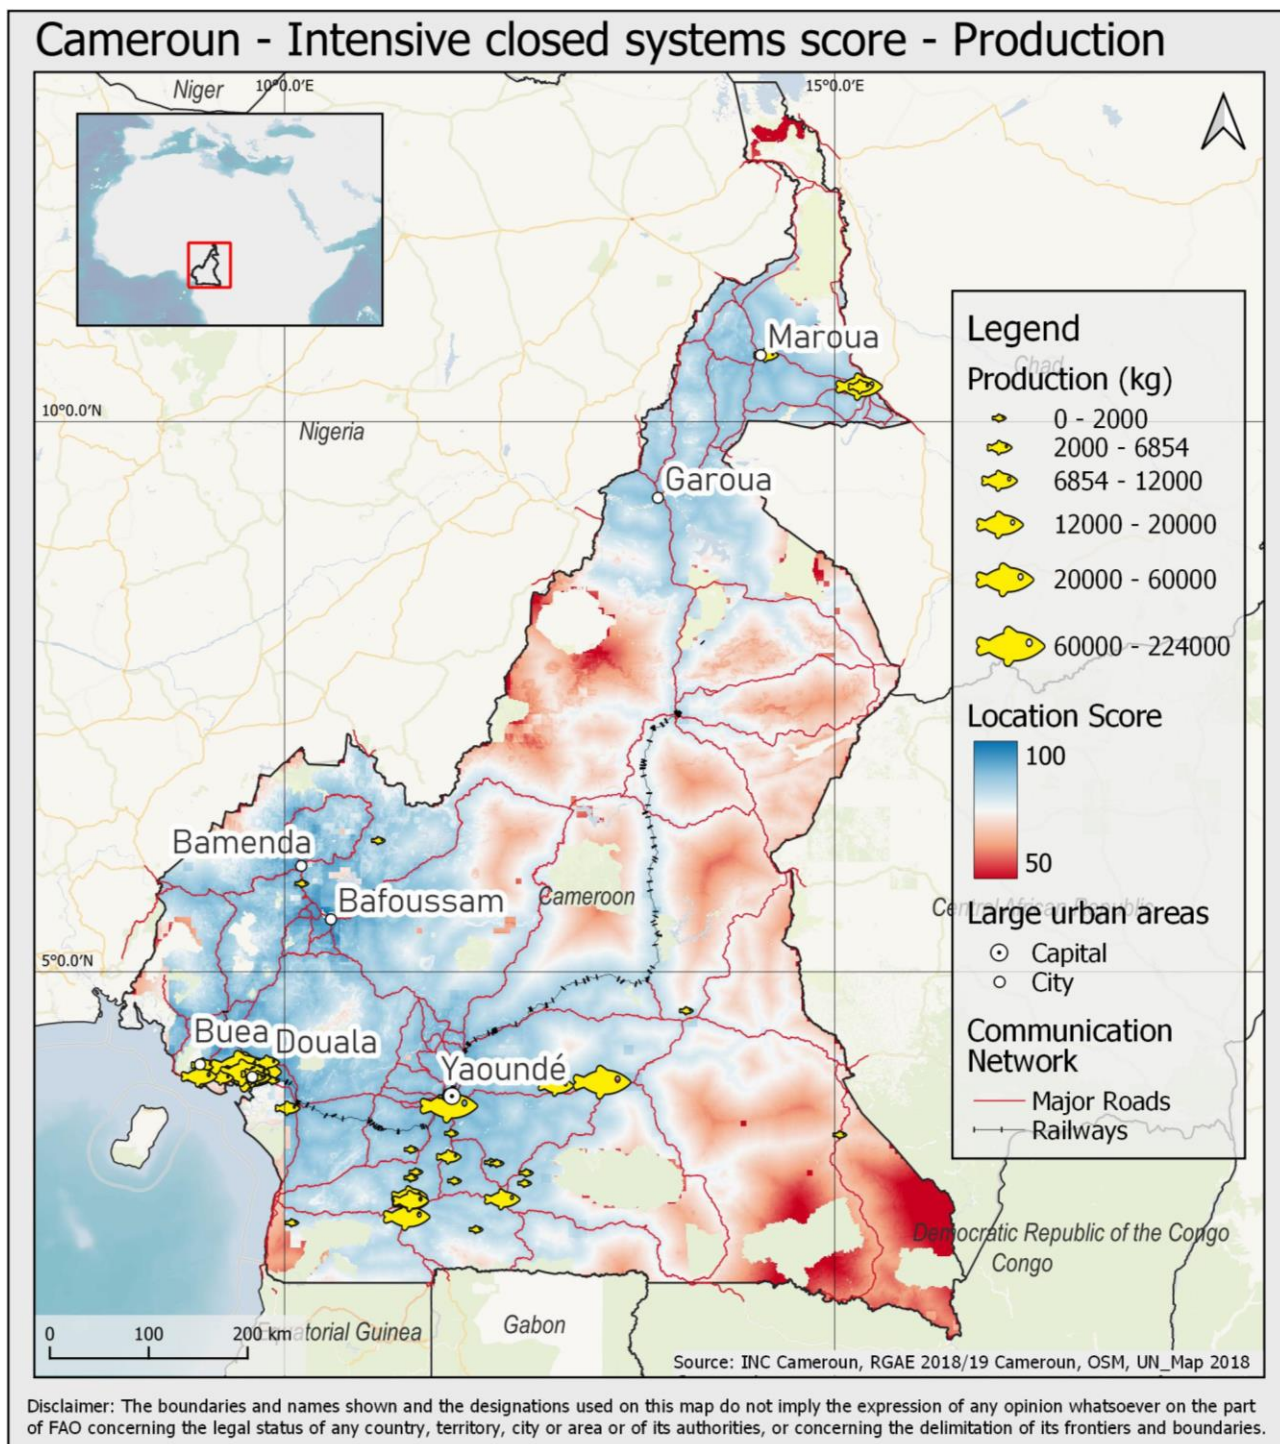 Cameroun - Intensive closed systems score - Production
Niger
10°0.0'E
15°0.0'E
Maroua
10°0.0'N
Nigeria
Garoua
Bamenda
Bafoussam
Cameroon
5°0.0'N
Buea
Douala
Yaoundé
Legend
Chad
Production (kg)
0 - 2000
2000 - 6854
6854 - 12000
12000 - 20000
20000 - 60000
60000 - 224000
Location Score
100
50
Central African Republic
Large urban areas
Capital
City
Communication
Network
Major Roads
Railways
Democratic Republic of the Congo
Congo
0 100 200 km
Equatorial Guinea
Gabon
Source: INC Cameroun, RGAE 2018/19 Cameroun, OSM, UN_Map 2018
Disclaimer: The boundaries and names shown and the designations used on this map do not imply the expression of any opinion whatsoever on the part
of FAO concerning the legal status of any country, territory, city or area or of its authorities, or concerning the delimitation of its frontiers and boundaries.